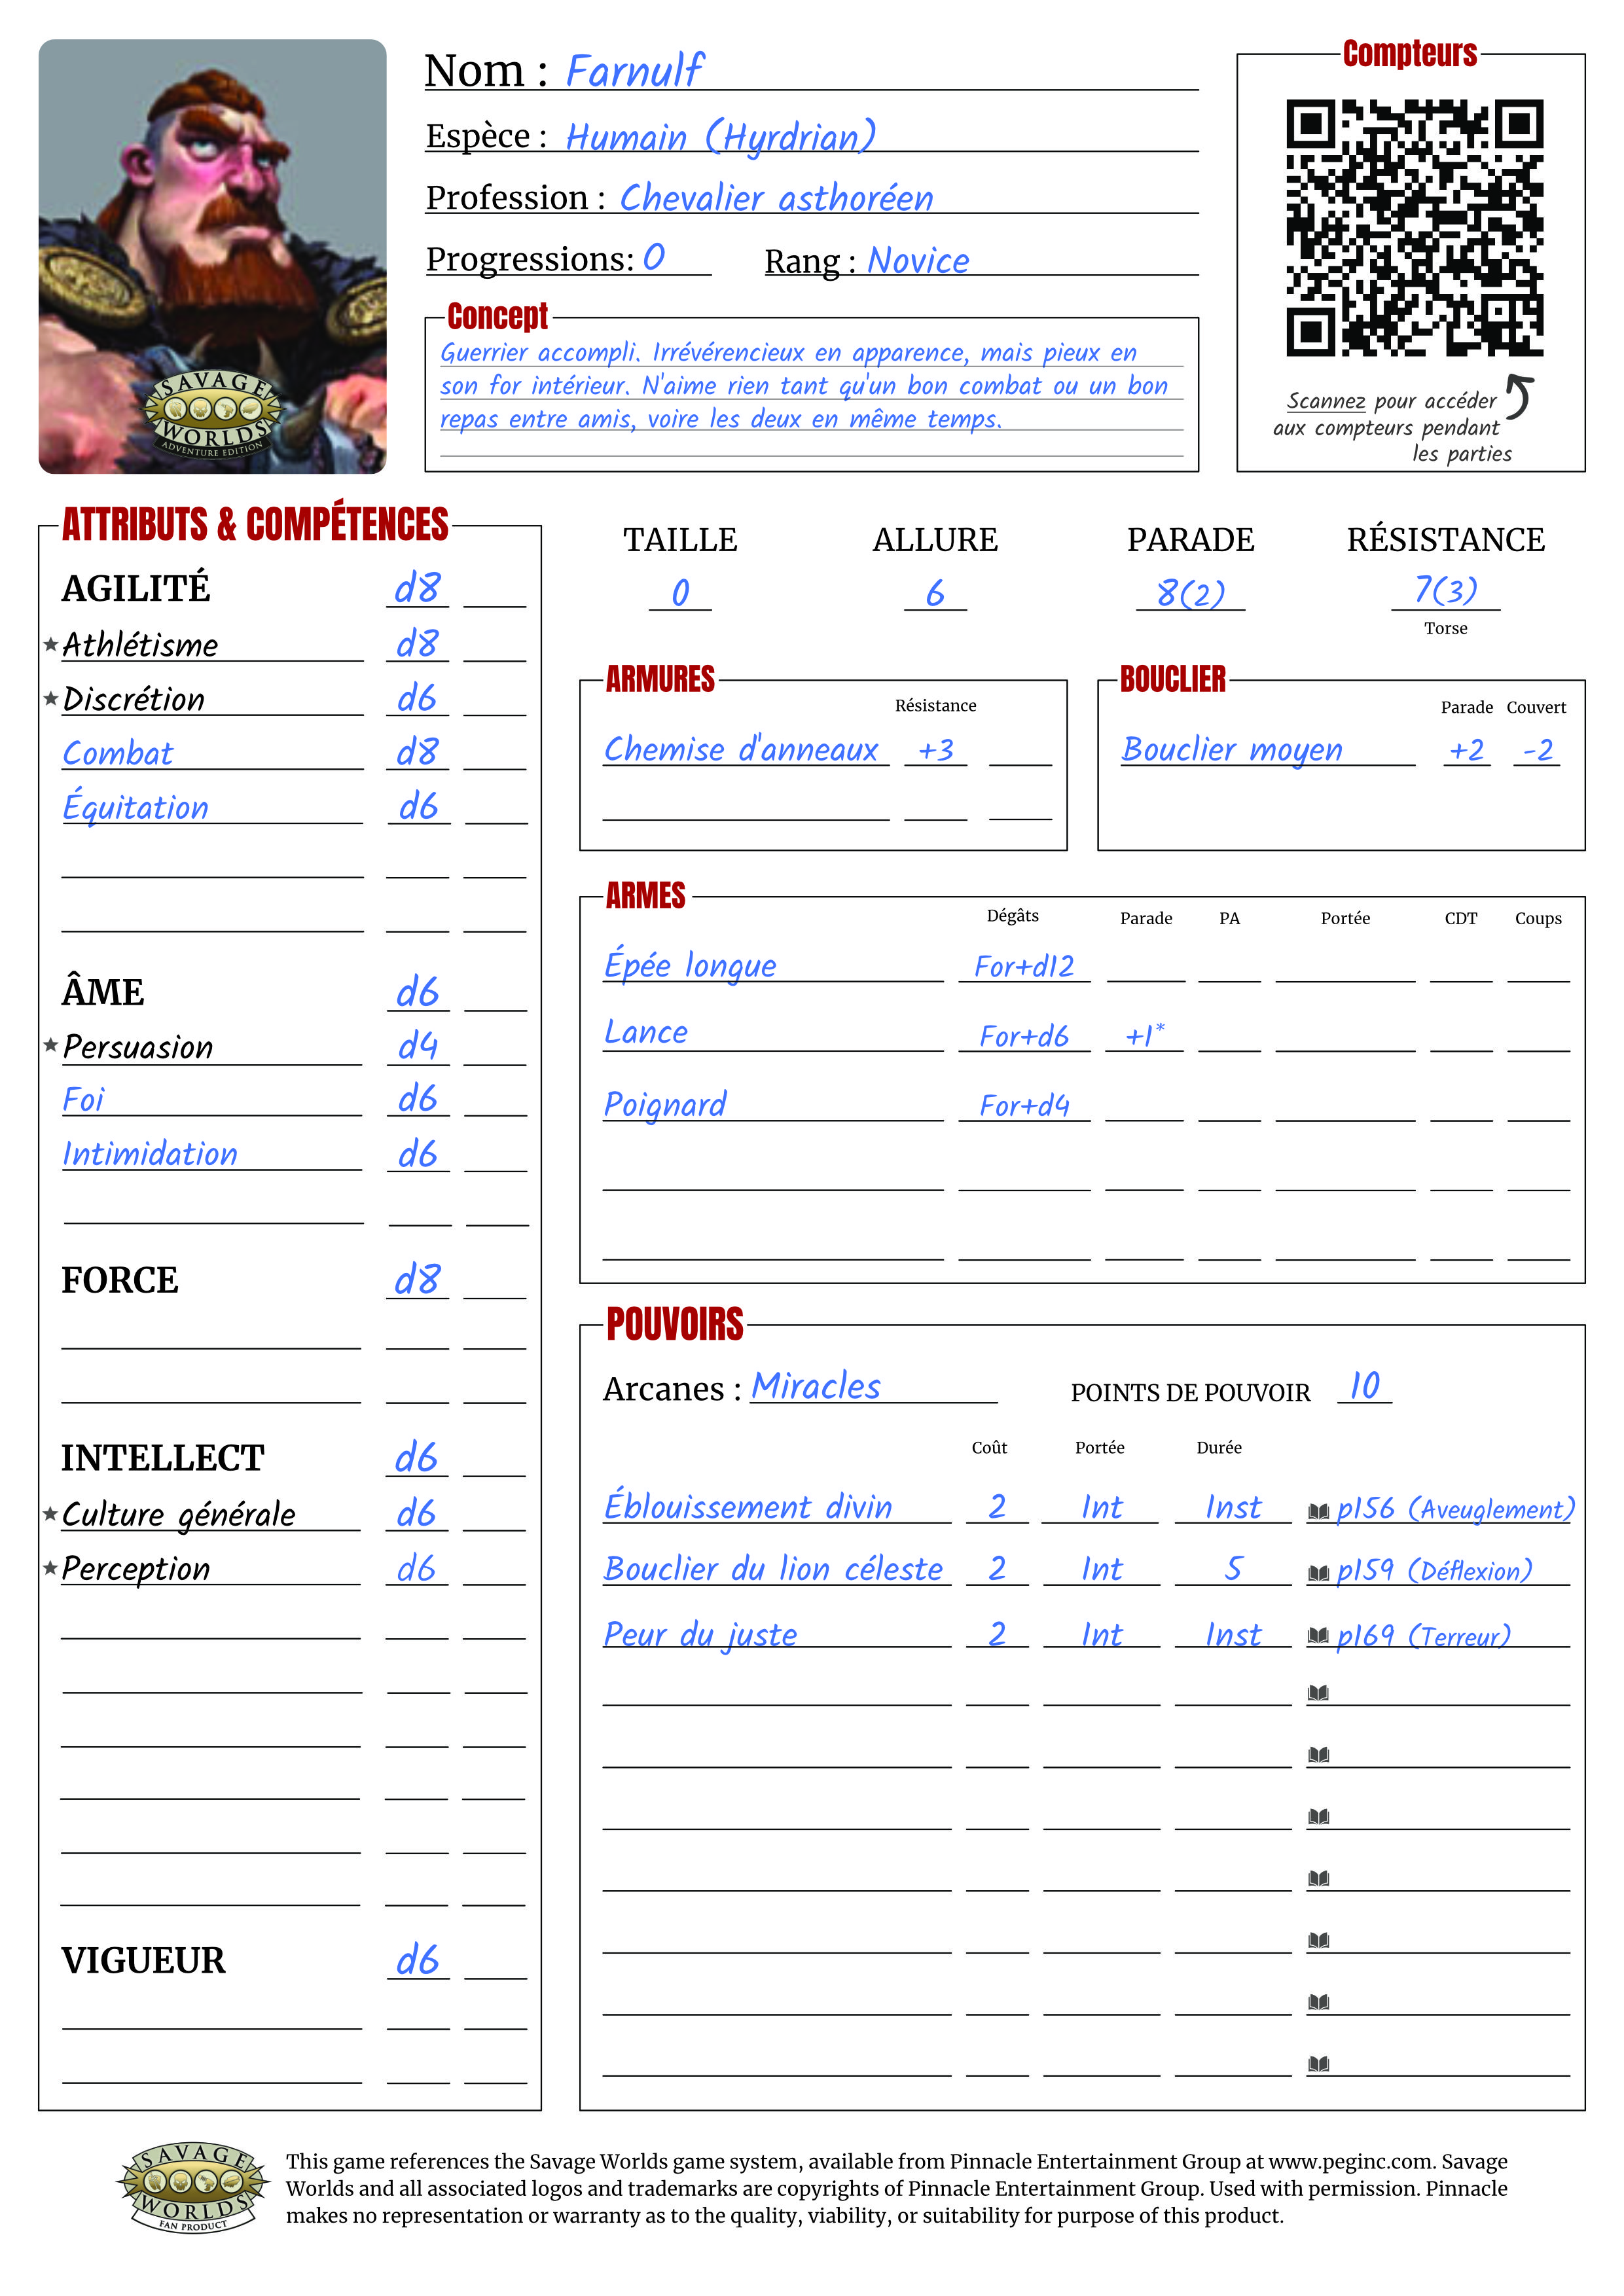 Nom : Farnulf
Espèce : Humain (Hyrdrian)
Profession : Chevalier asthoréen
Progressions: 0 Rang : Novice
Concept
Guerrier accompli. Irrévérencieux en apparence, mais pieux en
son for intérieur. N'aime rien tant qu'un bon combat ou un bon
repas entre amis, voire les deux en même temps.
SAVAGE
WORLDS
ADVENTURE EDITION
Compteurs
Scannez pour accéder
aux compteurs pendant
les parties
ATTRIBUTS & COMPÉTENCES
AGILITÉ d8
★ Athlétisme d8
★ Discrétion d6
Combat d8
Équitation d6
ÂME d6
★ Persuasion d4
Foi d6
Intimidation d6
FORCE d8
INTELLECT d6
★ Culture générale d6
★ Perception d6
VIGUEUR d6
TAILLE ALLURE PARADE RÉSISTANCE
0 6 8(2) 7(3)
Torse
ARMURES
Résistance
Chemise d'anneaux +3
BOUCLIER
Parade Couvert
Bouclier moyen +2 -2
ARMES
Dégâts Parade PA Portée CDT Coups
Épée longue For+d12
Lance For+d6 +1*
Poignard For+d4
POUVOIRS
Arcanes : Miracles POINTS DE POUVOIR 10
Coût Portée Durée
Éblouissement divin 2 Int Inst p156 (Aveuglement)
Bouclier du lion céleste 2 Int 5 p159 (Déflexion)
Peur du juste 2 Int Inst p169 (Terreur)
SAVAGE
WORLDS
FAN PRODUCT
This game references the Savage Worlds game system, available from Pinnacle Entertainment Group at www.peginc.com. Savage
Worlds and all associated logos and trademarks are copyrights of Pinnacle Entertainment Group. Used with permission. Pinnacle
makes no representation or warranty as to the quality, viability, or suitability for purpose of this product.